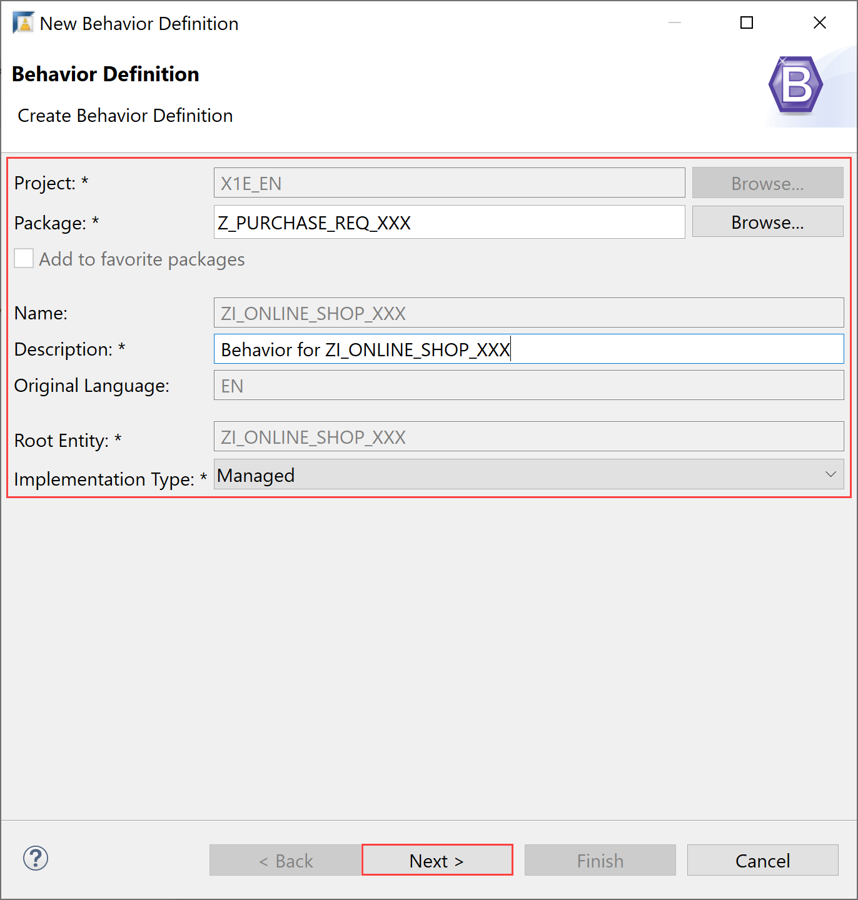 New Behavior Definition
Behavior Definition
B
Create Behavior Definition
Project: * X1E_EN Browse...
Package: * Z_PURCHASE_REQ_XXX Browse...
Add to favorite packages
Name: ZI_ONLINE_SHOP_XXX
Description: * Behavior for ZI_ONLINE_SHOP_XXX
Original Language: EN
Root Entity: * ZI_ONLINE_SHOP_XXX
Implementation Type: * Managed
? < Back Next > Finish Cancel